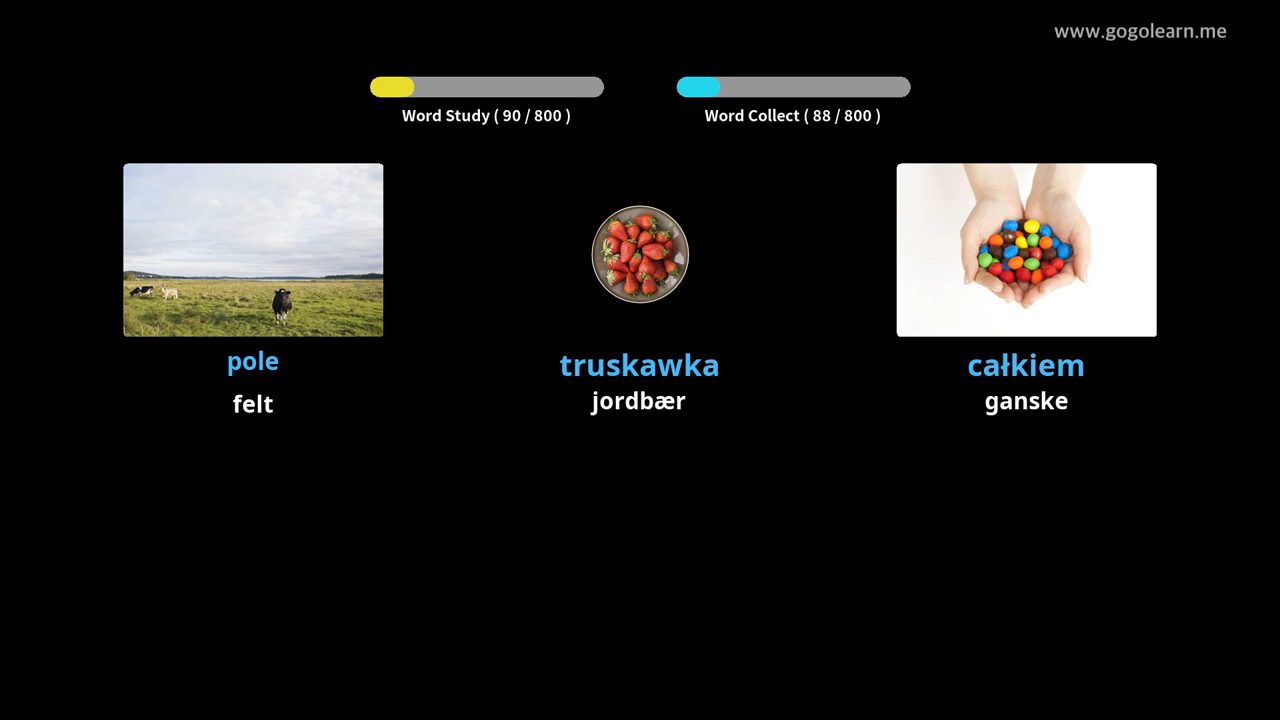 www.gogolearn.me
Word Study ( 90 / 800 )
Word Collect ( 88 / 800 )
pole
felt
truskawka
jordbær
całkiem
ganske